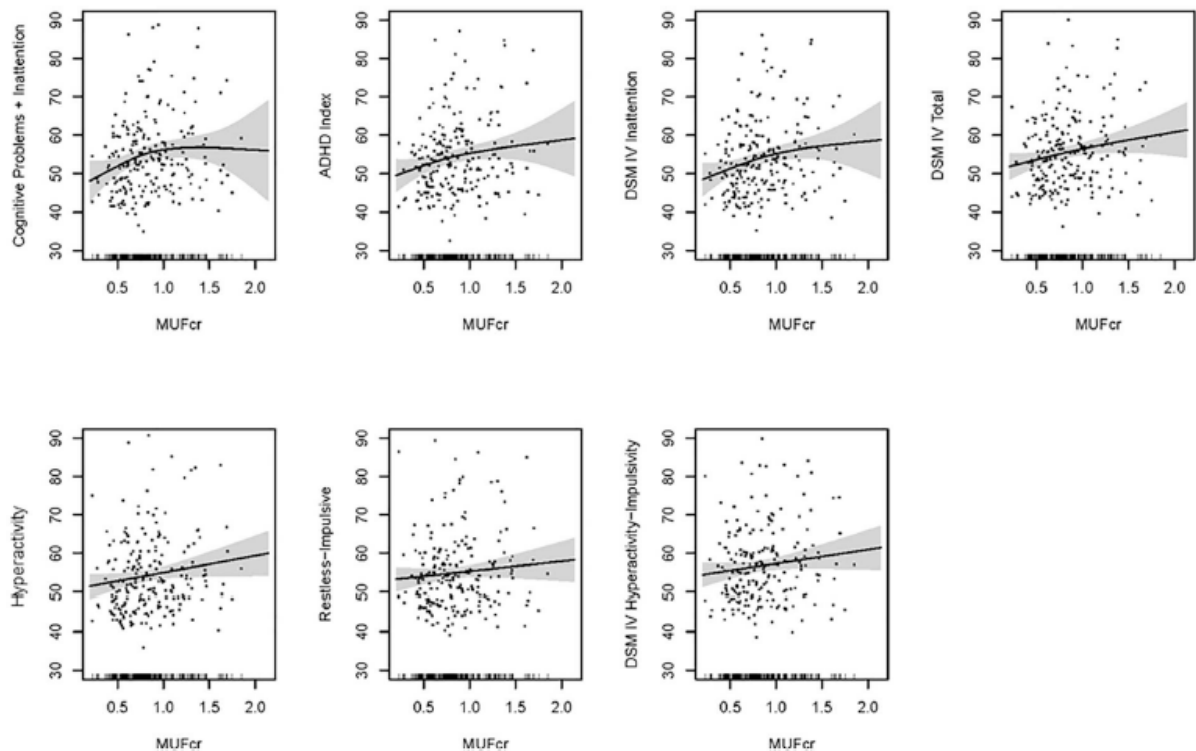 Cognitive Problems + Inattention
90
80
70
60
50
40
30
0.5 1.0 1.5 2.0
MUFcr
ADHD Index
90
80
70
60
50
40
30
0.5 1.0 1.5 2.0
MUFcr
DSM IV Inattention
90
80
70
60
50
40
30
0.5 1.0 1.5 2.0
MUFcr
DSM IV Total
90
80
70
60
50
40
30
0.5 1.0 1.5 2.0
MUFcr
Hyperactivity
90
80
70
60
50
40
30
0.5 1.0 1.5 2.0
MUFcr
Restless-Impulsive
90
80
70
60
50
40
30
0.5 1.0 1.5 2.0
MUFcr
DSM IV Hyperactivity-Impulsivity
90
80
70
60
50
40
30
0.5 1.0 1.5 2.0
MUFcr